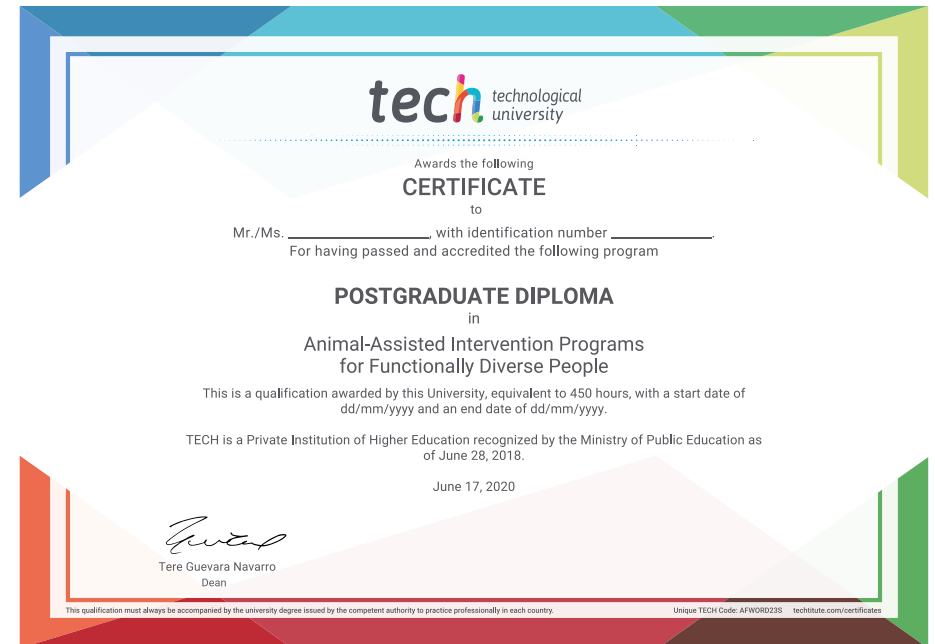 tech technological
university
Awards the following
CERTIFICATE
to
Mr./Ms. ____________________, with identification number ______________.
For having passed and accredited the following program
POSTGRADUATE DIPLOMA
in
Animal-Assisted Intervention Programs
for Functionally Diverse People
This is a qualification awarded by this University, equivalent to 450 hours, with a start date of
dd/mm/yyyy and an end date of dd/mm/yyyy.
TECH is a Private Institution of Higher Education recognized by the Ministry of Public Education as
of June 28, 2018.
June 17, 2020
Tere Guevara Navarro
Dean
This qualification must always be accompanied by the university degree issued by the competent authority to practice professionally in each country. Unique TECH Code: AFWORD23S techtitute.com/certificates